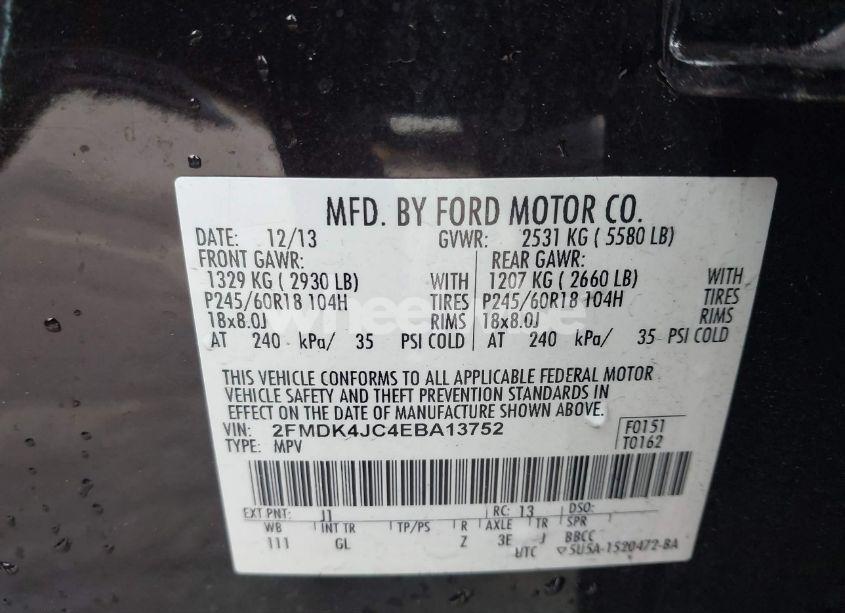 MFD. BY FORD MOTOR CO.
DATE: 12/13 GVWR: 2531 KG ( 5580 LB)
FRONT GAWR: REAR GAWR:
1329 KG ( 2930 LB) WITH 1207 KG ( 2660 LB) WITH
P245/60R18 104H TIRES P245/60R18 104H TIRES
18x8.0J RIMS 18x8.0J RIMS
AT 240 kPa/ 35 PSI COLD AT 240 kPa/ 35 PSI COLD
THIS VEHICLE CONFORMS TO ALL APPLICABLE FEDERAL MOTOR
VEHICLE SAFETY AND THEFT PREVENTION STANDARDS IN
EFFECT ON THE DATE OF MANUFACTURE SHOWN ABOVE.
VIN: 2FMDK4JC4EBA13752 F0151
TYPE: MPV T0162
EXT PNT: J1 RC: 13 DSO:
WB INT TR TP/PS R AXLE TR SPR
111 GL Z 3E J BBCC
UTC ▽5U5A-1520472-BA